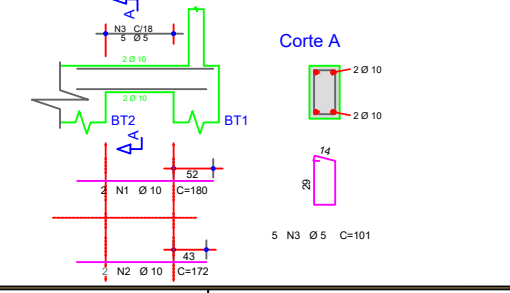 A
N3 C/18
5 Ø 5
2 Ø 10
2 Ø 10
BT2
BT1
A
52
2 N1 Ø 10 C=180
43
2 N2 Ø 10 C=172
Corte A
2 Ø 10
2 Ø 10
14
29
5 N3 Ø 5 C=101